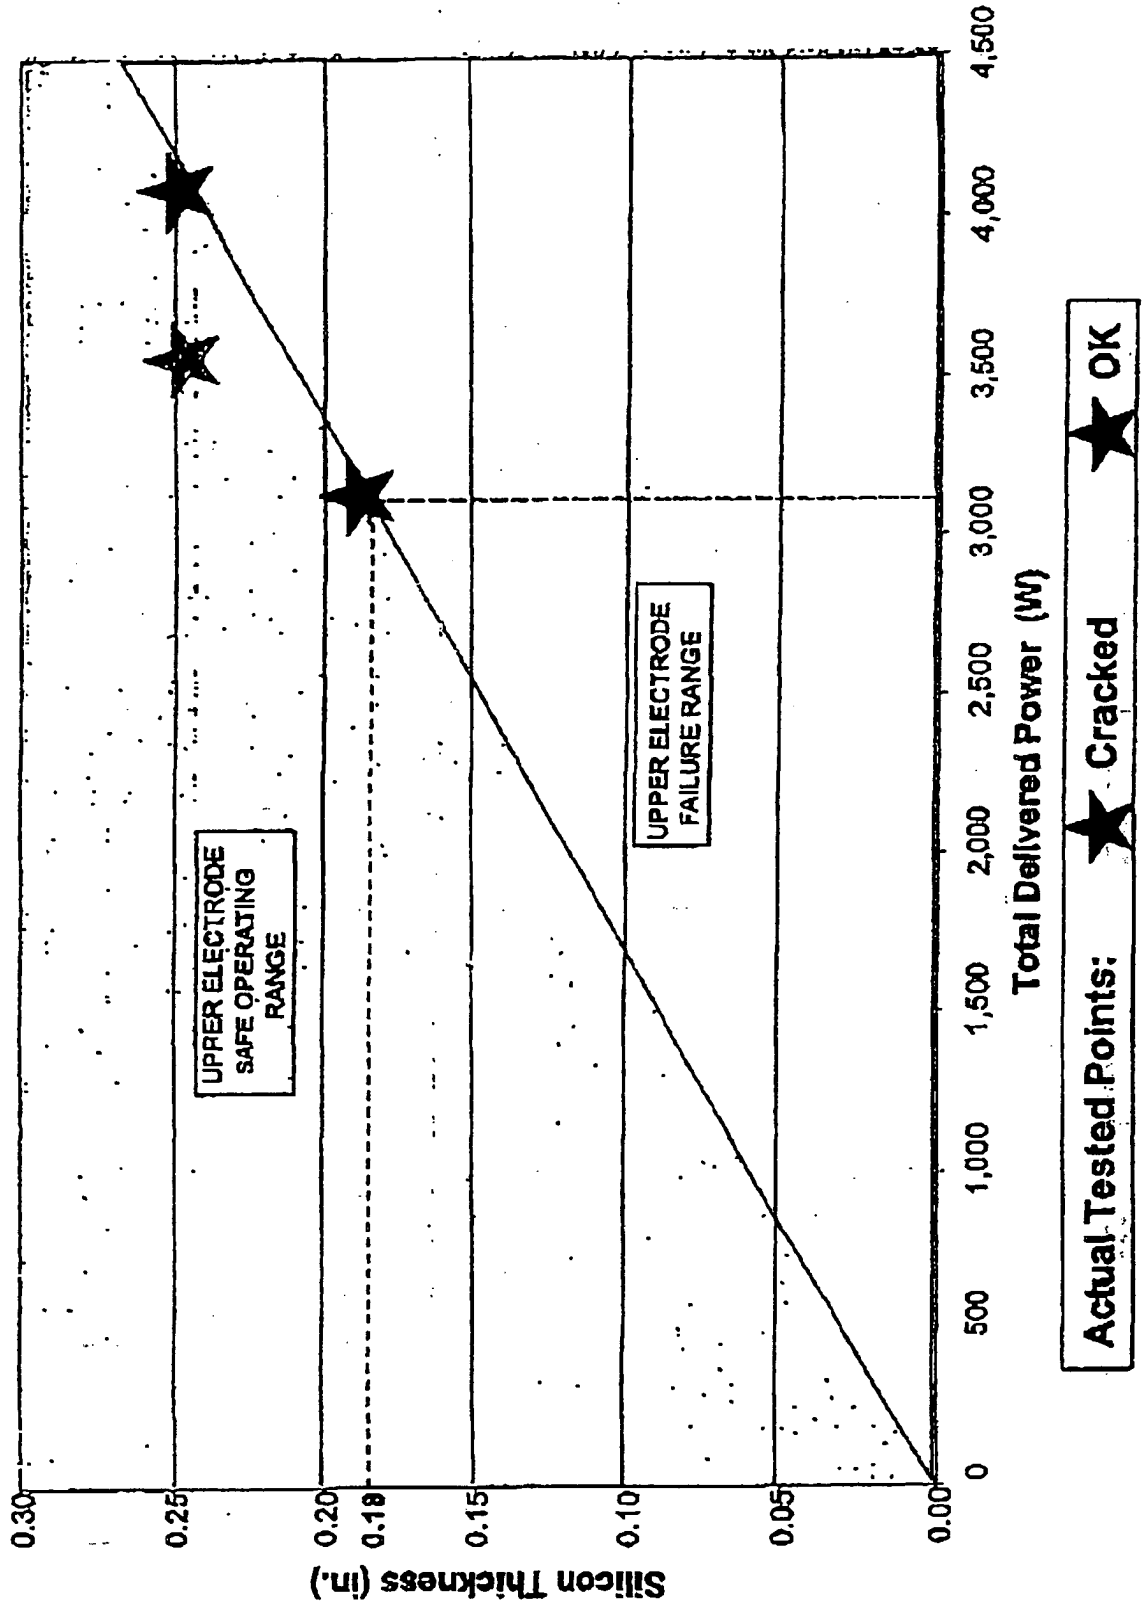 Silicon Thickness (in.)
0.30
0.25
0.20
0.19
0.15
0.10
0.05
0.00
UPPER ELECTRODE
SAFE OPERATING
RANGE
UPPER ELECTRODE
FAILURE RANGE
0 500 1,000 1,500 2,000 2,500 3,000 3,500 4,000 4,500
Total Delivered Power (W)
Actual Tested Points: Cracked OK